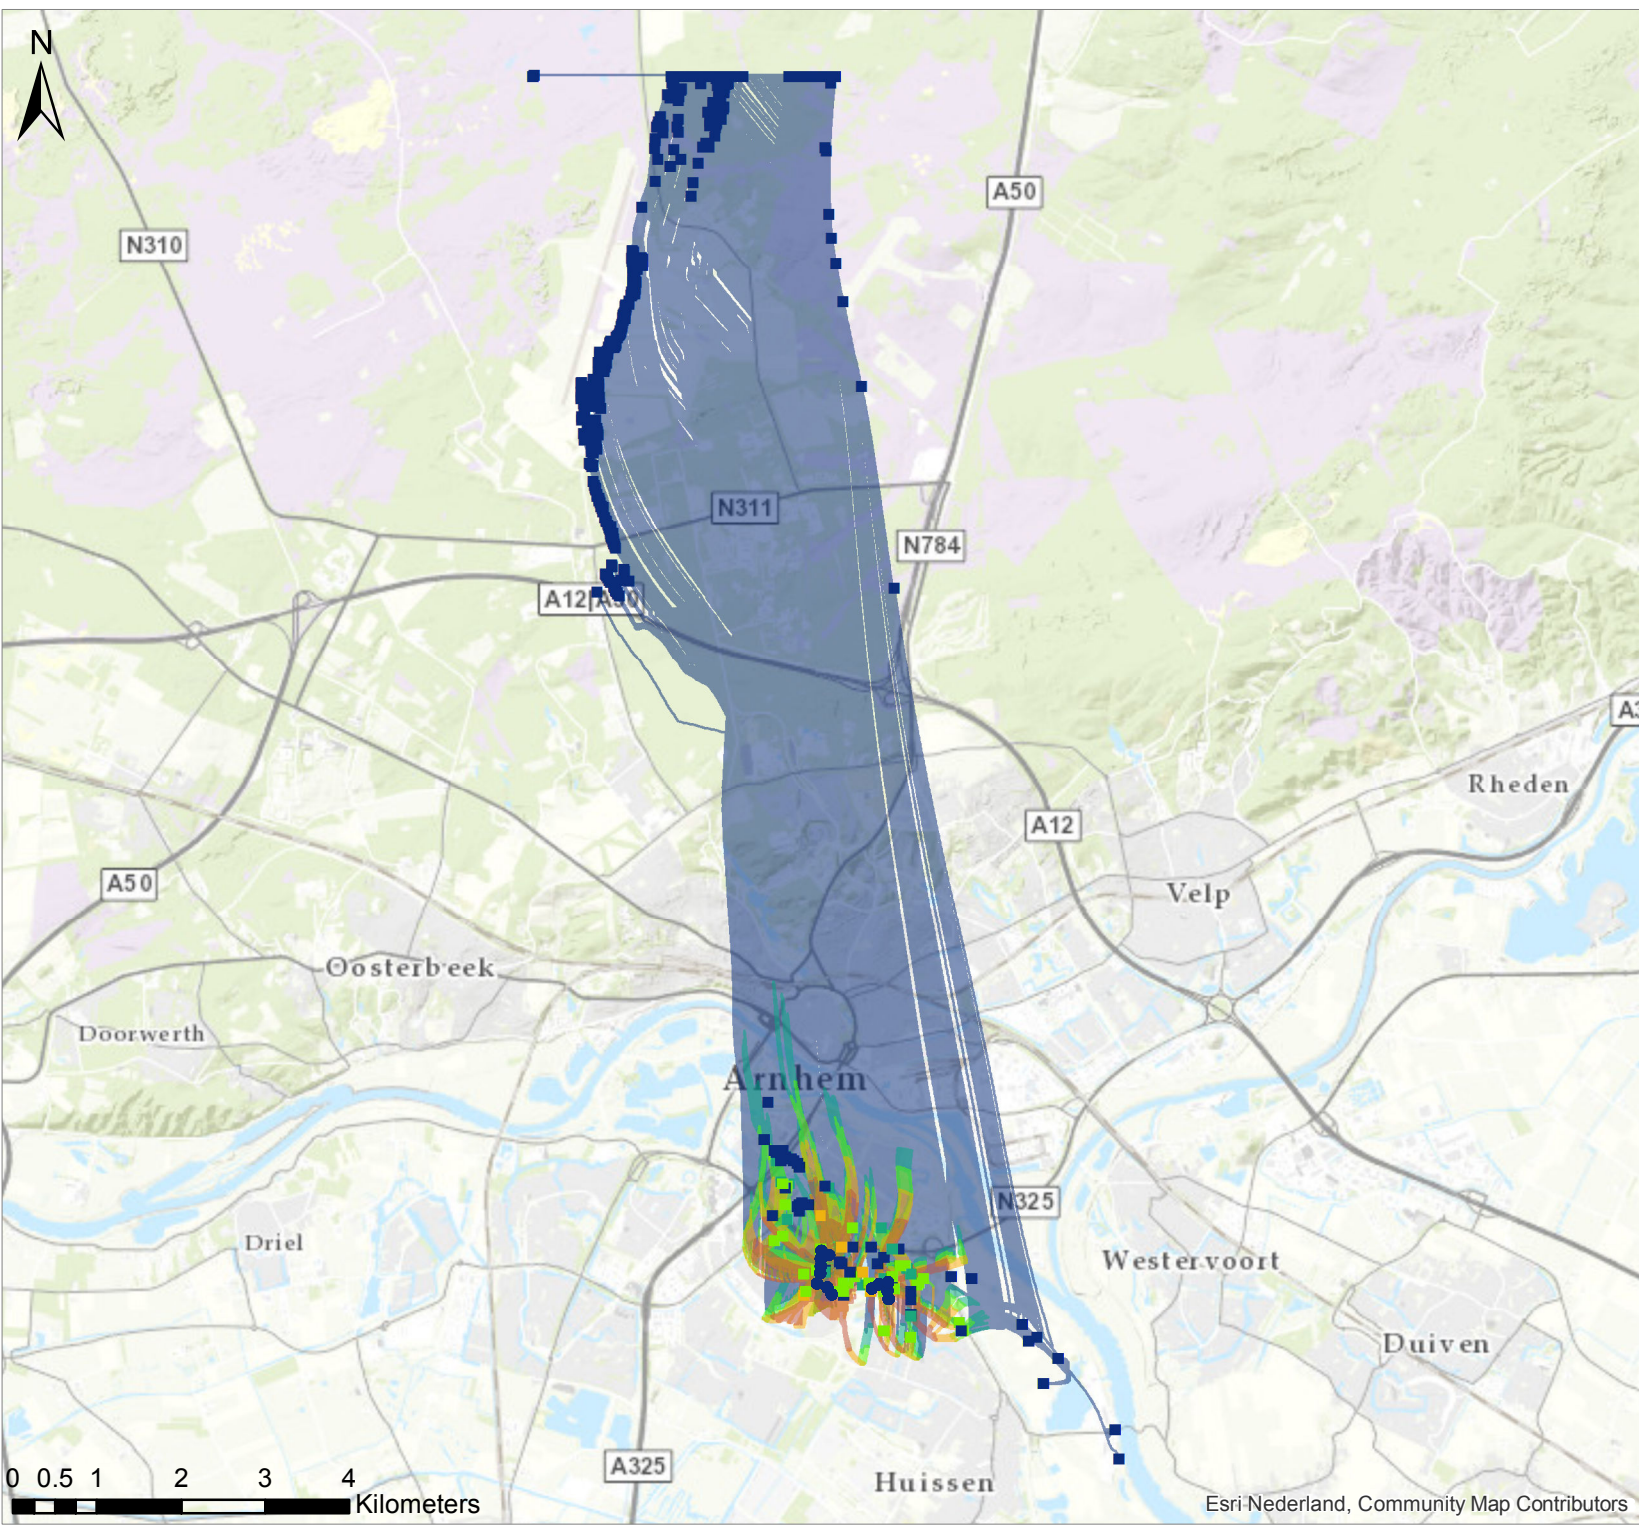 N
A50
N310
N311
N784
A12|A50
A3
Rheden
A12
Velp
A50
Oosterbeek
Doorwerth
Arnhem
N325
Driel
Westervoort
Duiven
A325
Huissen
0 0.5 1 2 3 4
Kilometers
Esri Nederland, Community Map Contributors